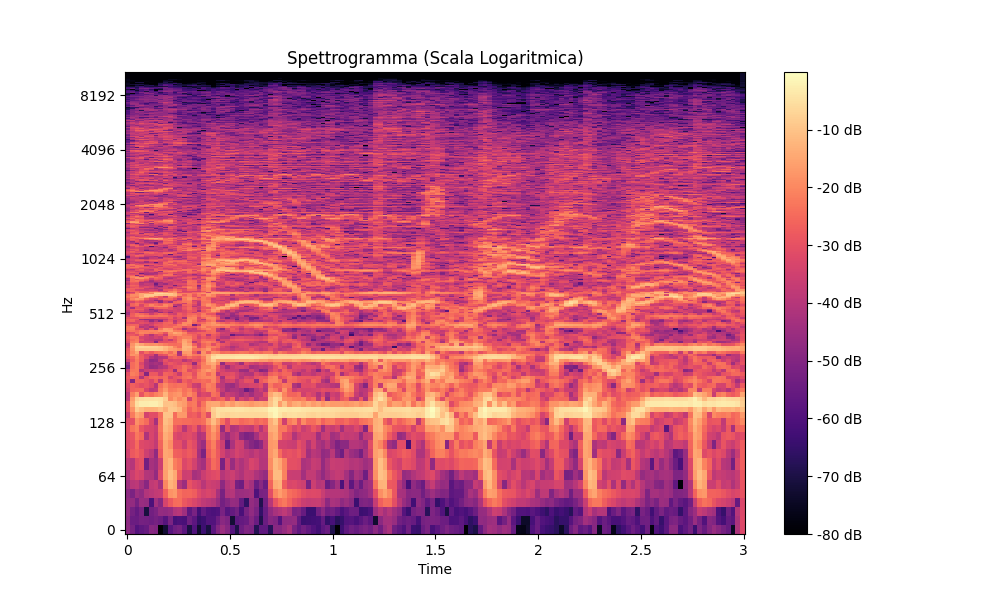 Spettrogramma (Scala Logaritmica)
8192
4096
2048
1024
512
256
128
64
0
Hz
0
0.5
1
1.5
2
2.5
3
Time
-10 dB
-20 dB
-30 dB
-40 dB
-50 dB
-60 dB
-70 dB
-80 dB